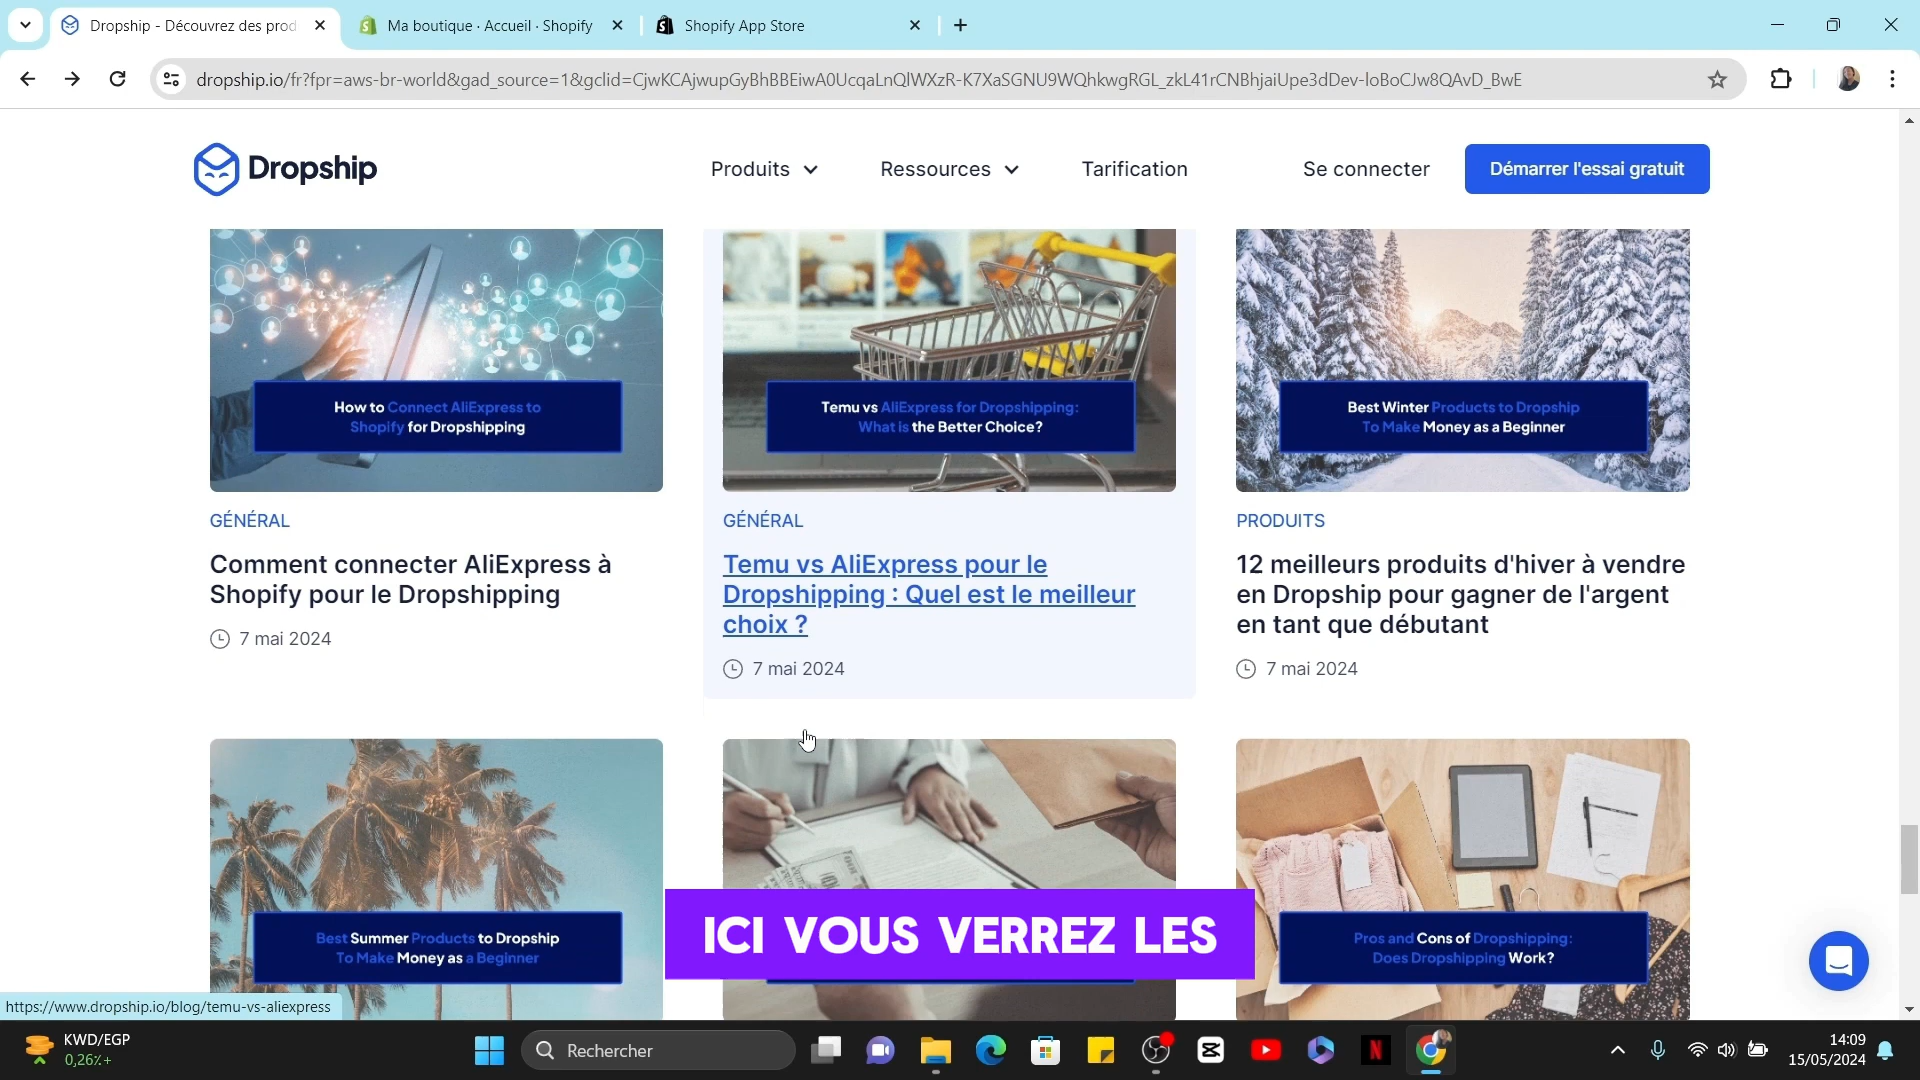 Dropship - Découvrez des prod
Ma boutique · Accueil · Shopify
Shopify App Store
dropship.io/fr?fpr=aws-br-world&gad_source=1&gclid=CjwKCAjwupGyBhBBEiwA0UcqaLnQlWXzR-K7XaSGNU9WQhkwgRGL_zkL41rCNBhjaiUpe3dDev-loBoCJw8QAvD_BwE
Dropship
Produits
Ressources
Tarification
Se connecter
Démarrer l'essai gratuit
How to Connect AliExpress to
Shopify for Dropshipping
Temu vs AliExpress for Dropshipping:
What is the Better Choice?
Best Winter Products to Dropship
To Make Money as a Beginner
GÉNÉRAL
GÉNÉRAL
PRODUITS
Comment connecter AliExpress à
Shopify pour le Dropshipping
7 mai 2024
Temu vs AliExpress pour le
Dropshipping : Quel est le meilleur
choix ?
7 mai 2024
12 meilleurs produits d'hiver à vendre
en Dropship pour gagner de l'argent
en tant que débutant
7 mai 2024
Best Summer Products to Dropship
To Make Money as a Beginner
ICI VOUS VERREZ LES
Pros and Cons of Dropshipping:
Does Dropshipping Work?
https://www.dropship.io/blog/temu-vs-aliexpress
KWD/EGP
0,26%+
Rechercher
14:09
15/05/2024